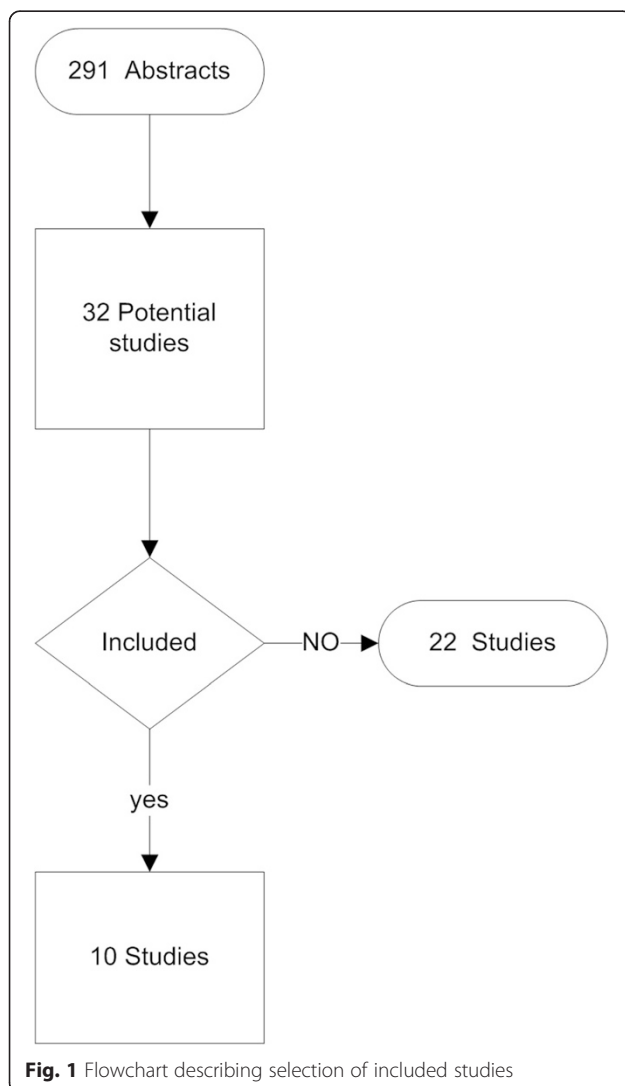 291 Abstracts
32 Potential
studies
Included
NO
22 Studies
yes
10 Studies
Fig. 1 Flowchart describing selection of included studies